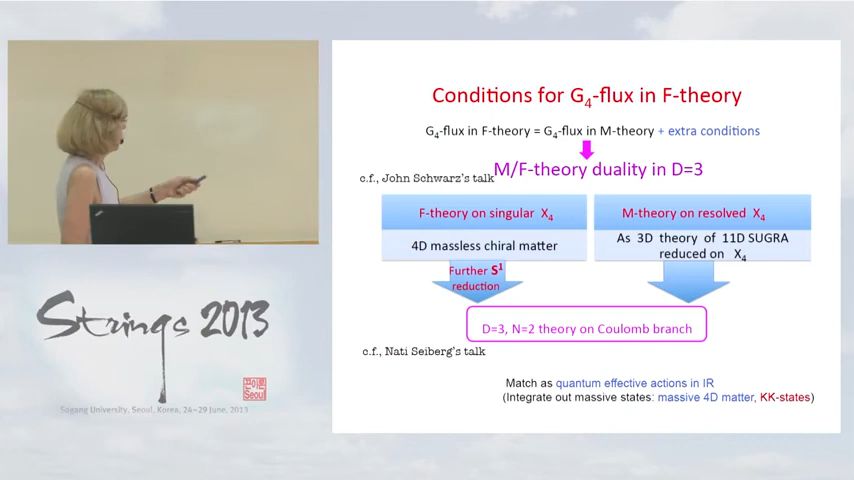 Conditions for G4-flux in F-theory
G4-flux in F-theory = G4-flux in M-theory + extra conditions
c.f., John Schwarz's talk
M/F-theory duality in D=3
F-theory on singular X4
M-theory on resolved X4
4D massless chiral matter
As 3D theory of 11D SUGRA
reduced on X4
Further S1
reduction
D=3, N=2 theory on Coulomb branch
c.f., Nati Seiberg's talk
Match as quantum effective actions in IR
(Integrate out massive states: massive 4D matter, KK-states)
Strings 2013
Seoul
Sogang University, Seoul, Korea, 24-29 June, 2013